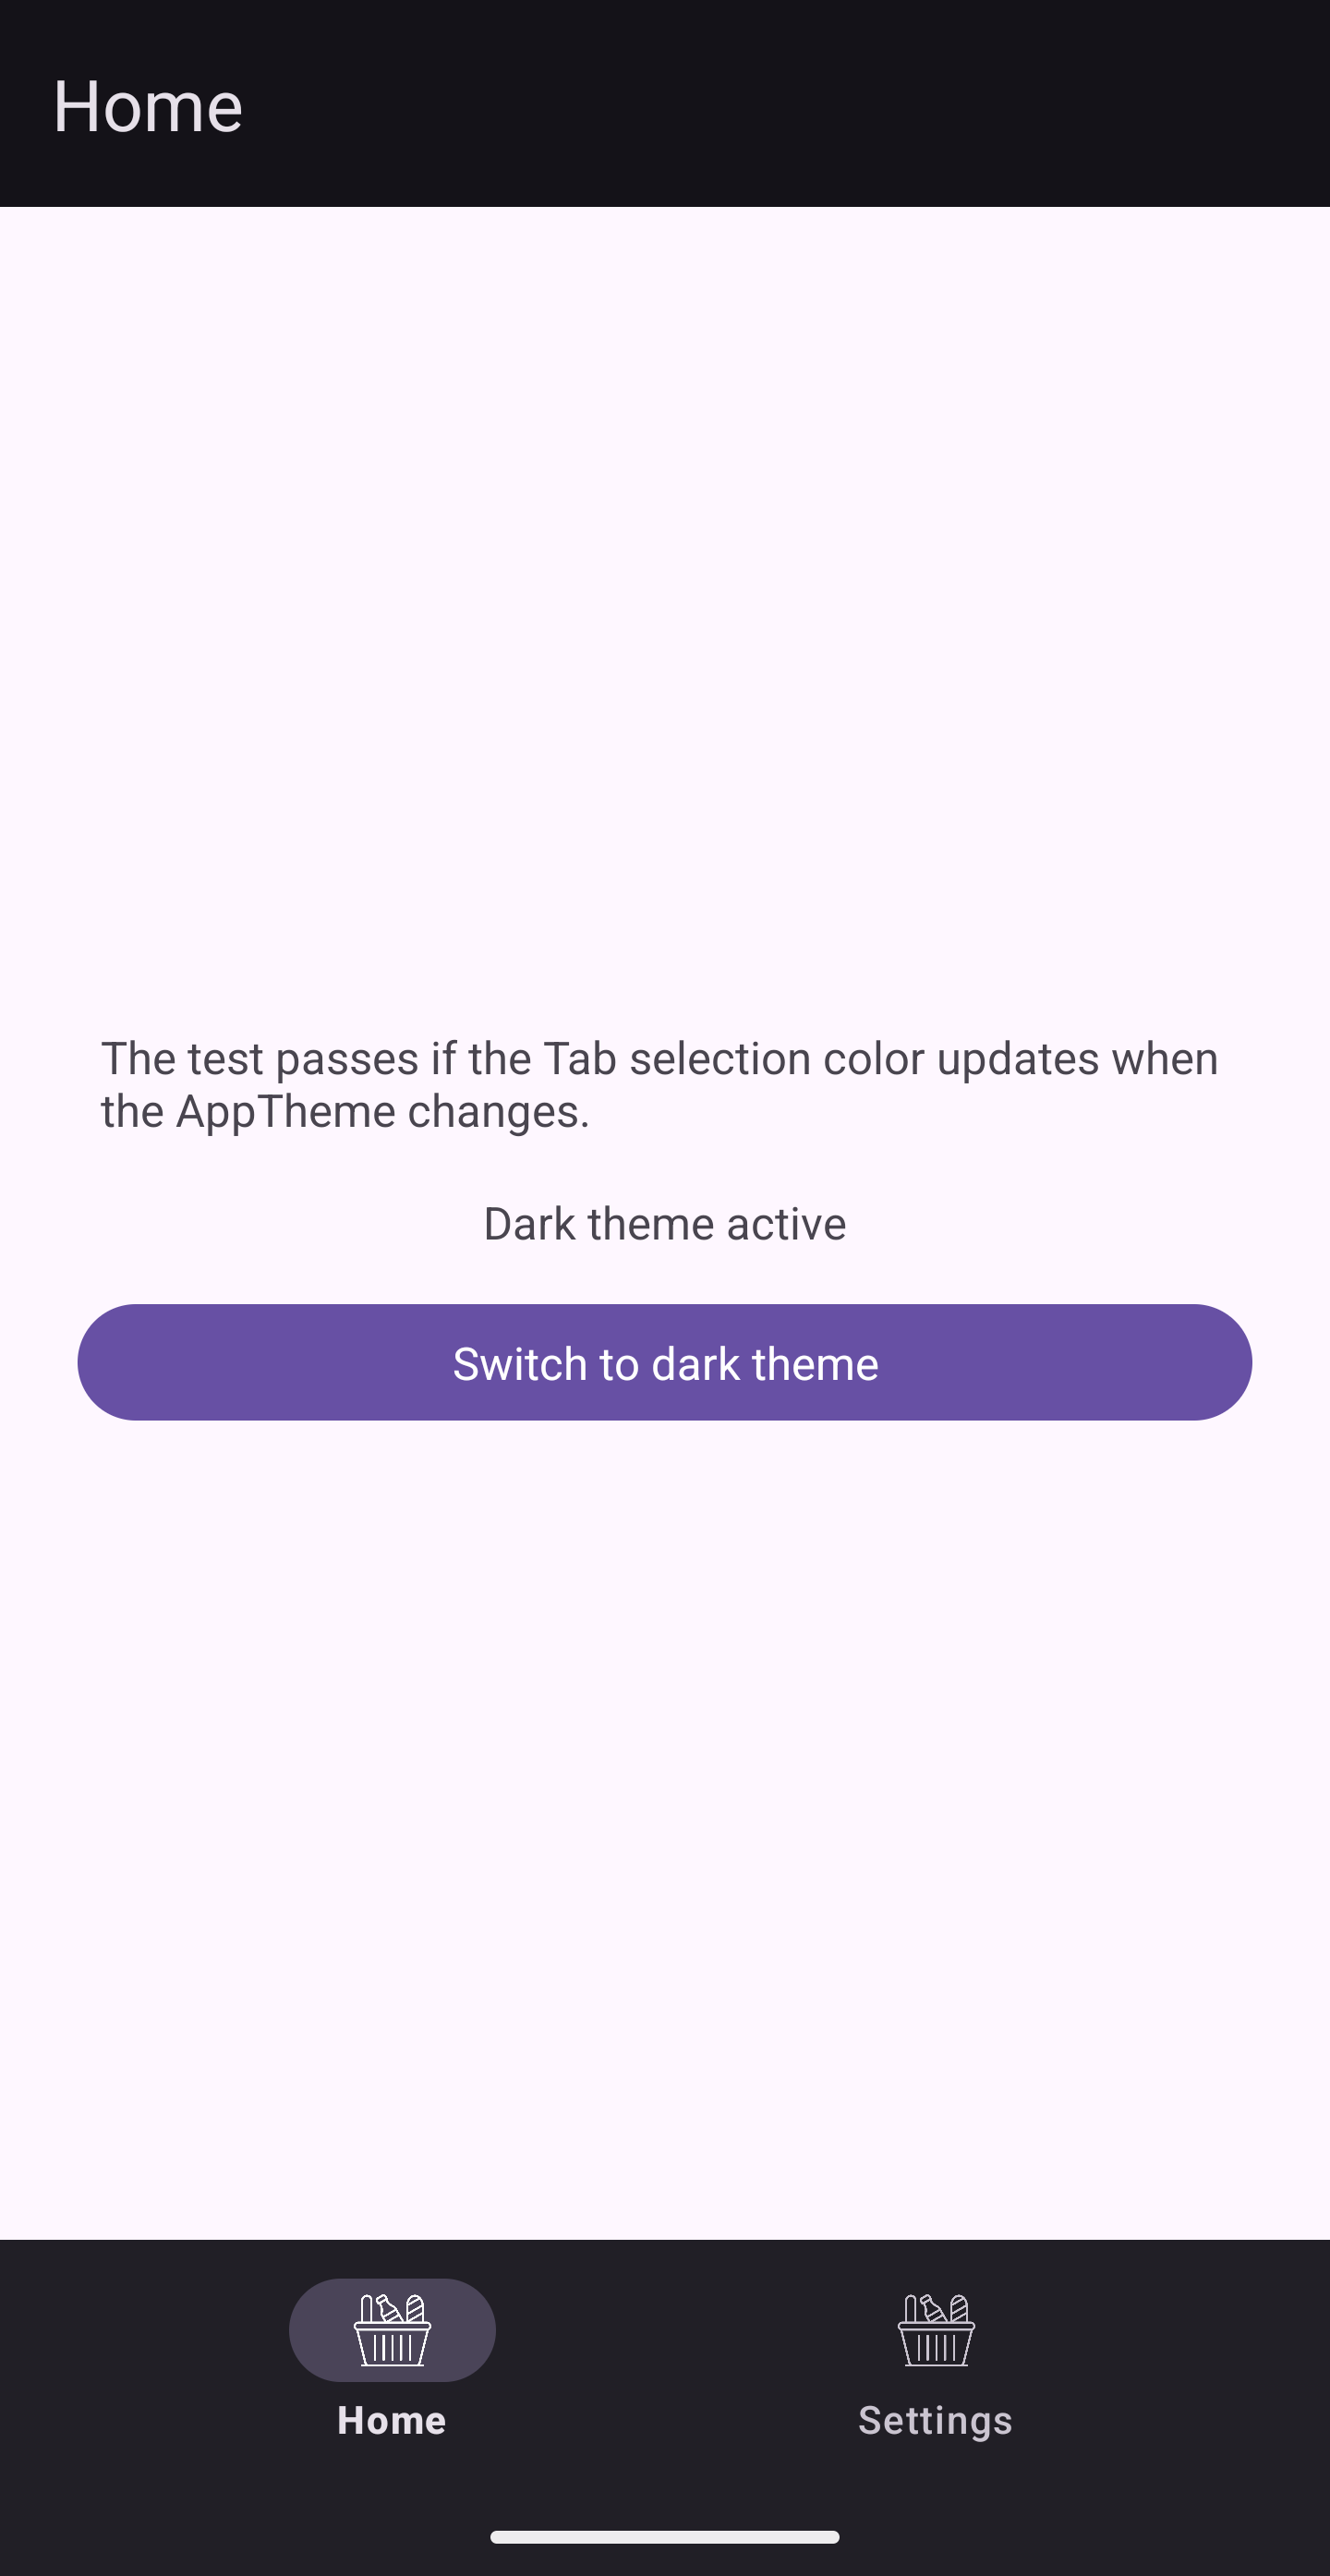 Home
The test passes if the Tab selection color updates when
the AppTheme changes.
Dark theme active
Switch to dark theme
Home
Settings